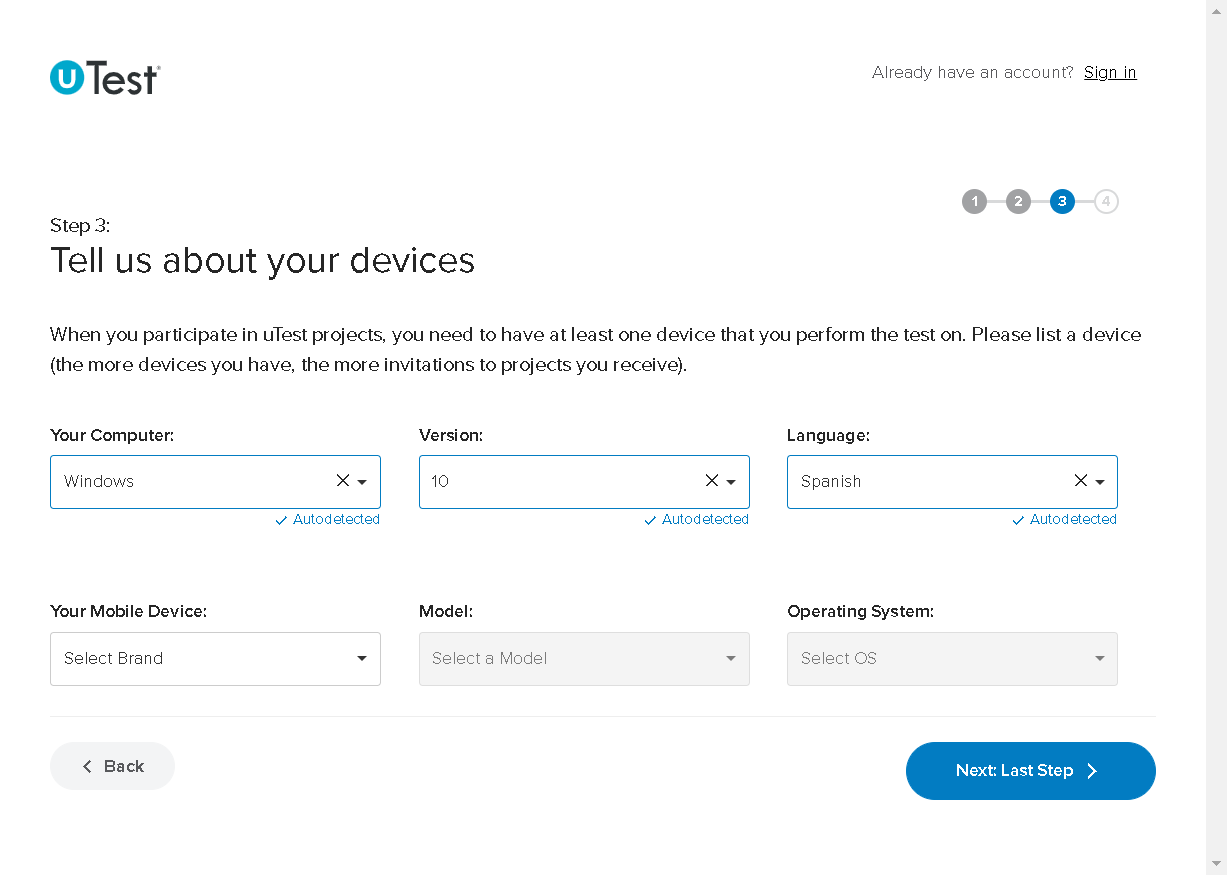 uTest®
Already have an account? Sign in
1 2 3 4
Step 3:
Tell us about your devices
When you participate in uTest projects, you need to have at least one device that you perform the test on. Please list a device
(the more devices you have, the more invitations to projects you receive).
Your Computer: Version: Language:
Windows 10 Spanish
Autodetected Autodetected Autodetected
Your Mobile Device: Model: Operating System:
Select Brand Select a Model Select OS
Back Next: Last Step